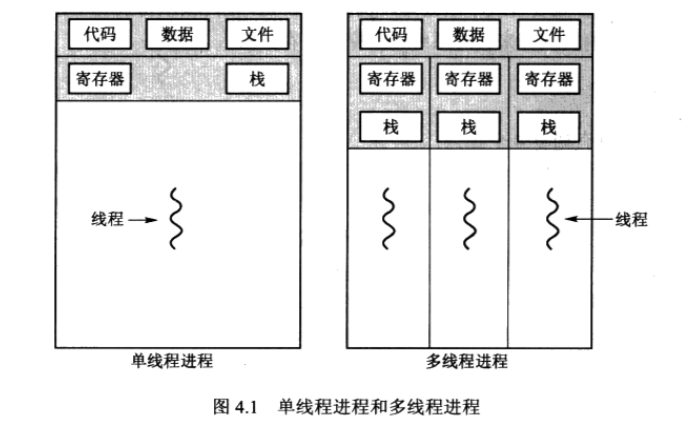 代码 数据 文件 代码 数据 文件
寄存器 栈 寄存器 寄存器 寄存器
栈 栈 栈
线程 线程
单线程进程 多线程进程
图 4.1 单线程进程和多线程进程